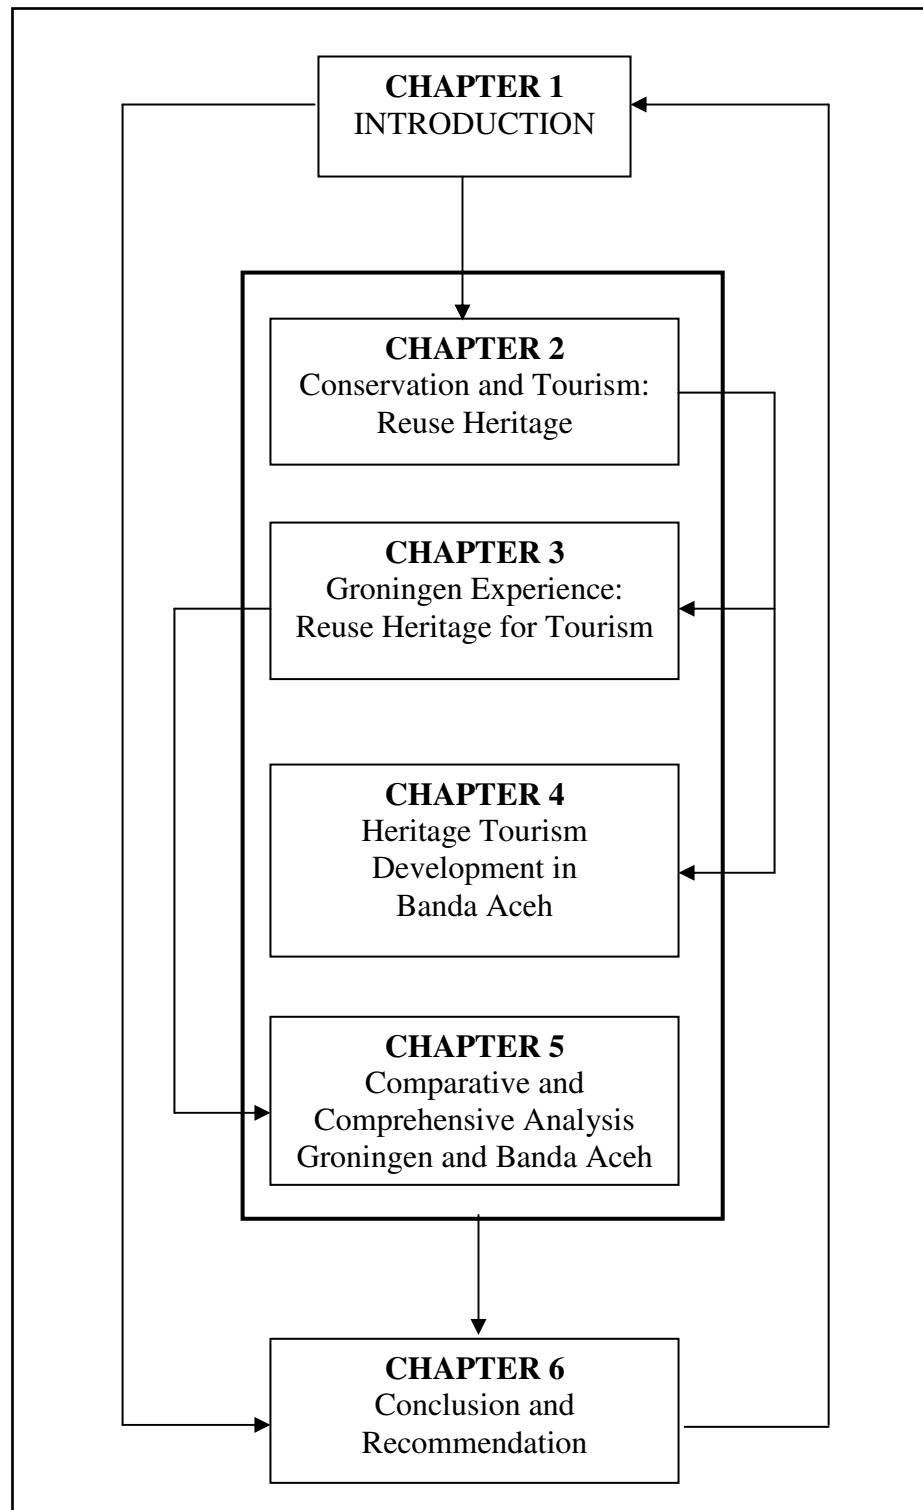 CHAPTER 1
INTRODUCTION
CHAPTER 2
Conservation and Tourism:
Reuse Heritage
CHAPTER 3
Groningen Experience:
Reuse Heritage for Tourism
CHAPTER 4
Heritage Tourism
Development in
Banda Aceh
CHAPTER 5
Comparative and
Comprehensive Analysis
Groningen and Banda Aceh
CHAPTER 6
Conclusion and
Recommendation